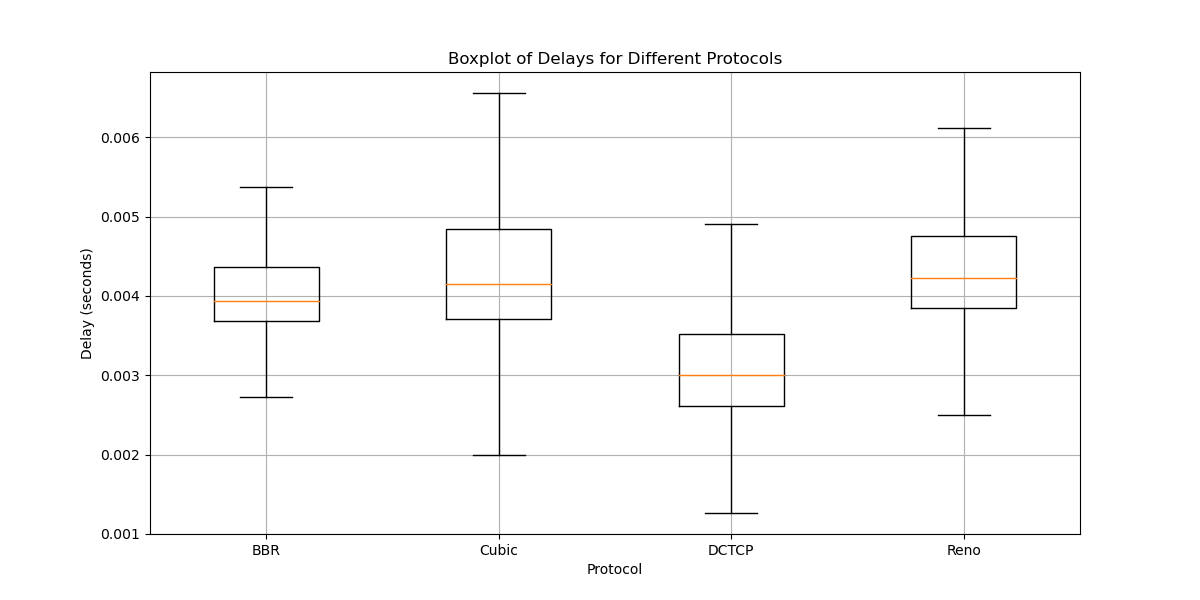 Boxplot of Delays for Different Protocols
Delay (seconds)
0.006
0.005
0.004
0.003
0.002
0.001
BBR Cubic DCTCP Reno
Protocol